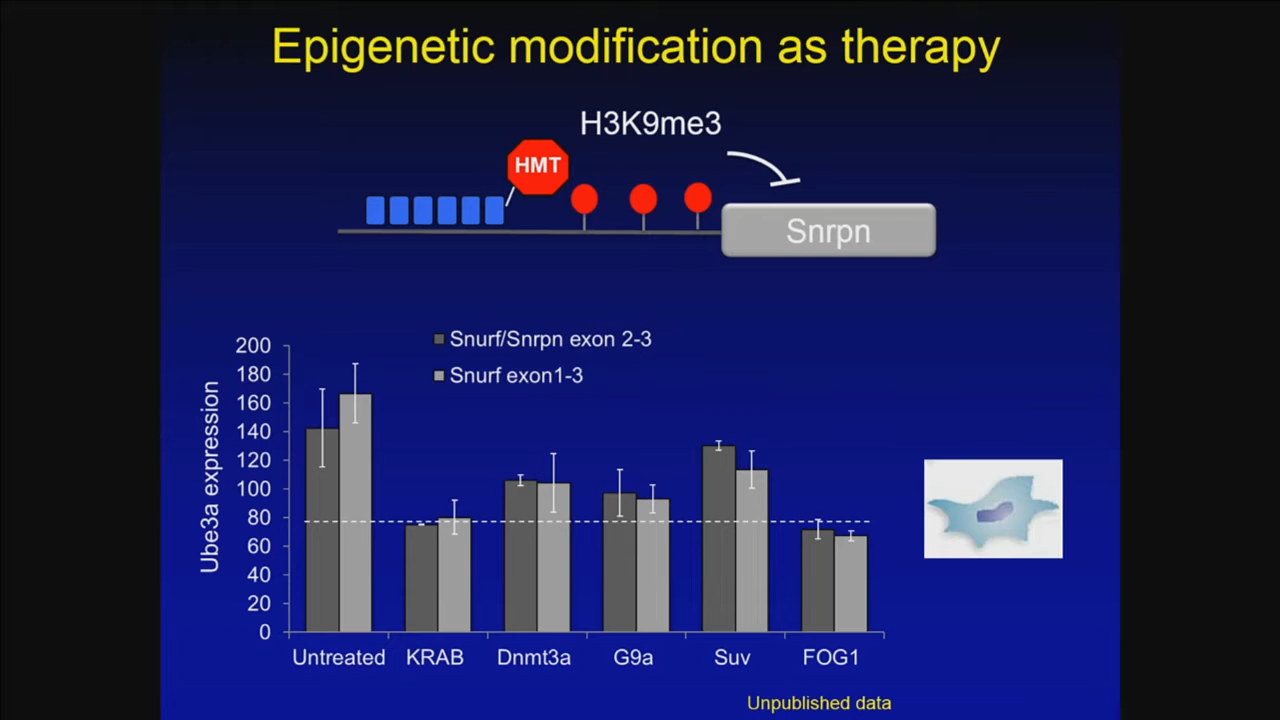 Epigenetic modification as therapy
H3K9me3
HMT
Snrpn
Snurf/Snrpn exon 2-3
Snurf exon1-3
Ube3a expression
200
180
160
140
120
100
80
60
40
20
0
Untreated KRAB Dnmt3a G9a Suv FOG1
Unpublished data